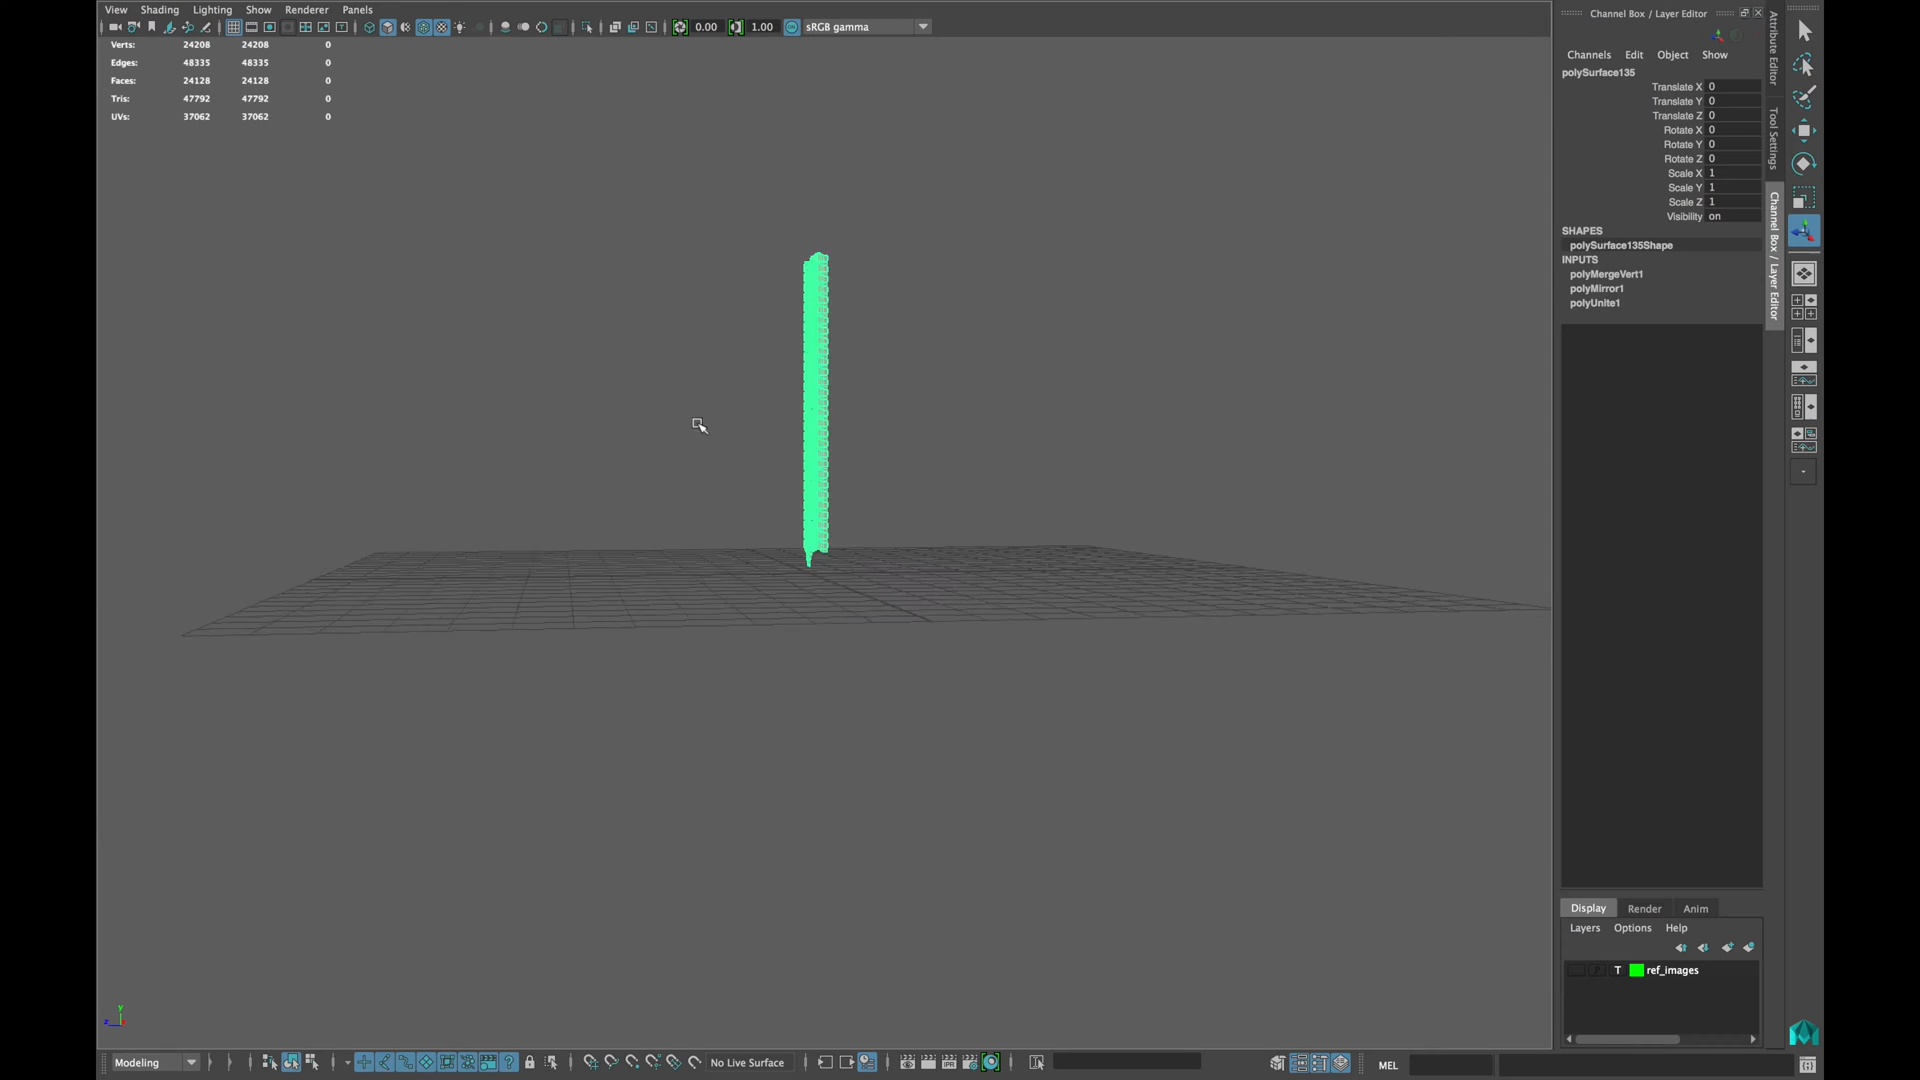 View Shading Lighting Show Renderer Panels
0.00 1.00 sRGB gamma
Verts: 24208 24208 0
Edges: 48335 48335 0
Faces: 24128 24128 0
Tris: 47792 47792 0
UVs: 37062 37062 0
Channel Box / Layer Editor
Channels Edit Object Show
polySurface135
Translate X 0
Translate Y 0
Translate Z 0
Rotate X 0
Rotate Y 0
Rotate Z 0
Scale X 1
Scale Y 1
Scale Z 1
Visibility on
SHAPES
polySurface135Shape
INPUTS
polyMergeVert1
polyMirror1
polyUnite1
Attribute Editor
Tool Settings
Channel Box / Layer Editor
Display Render Anim
Layers Options Help
T ref_images
Y
z
Modeling
No Live Surface
MEL